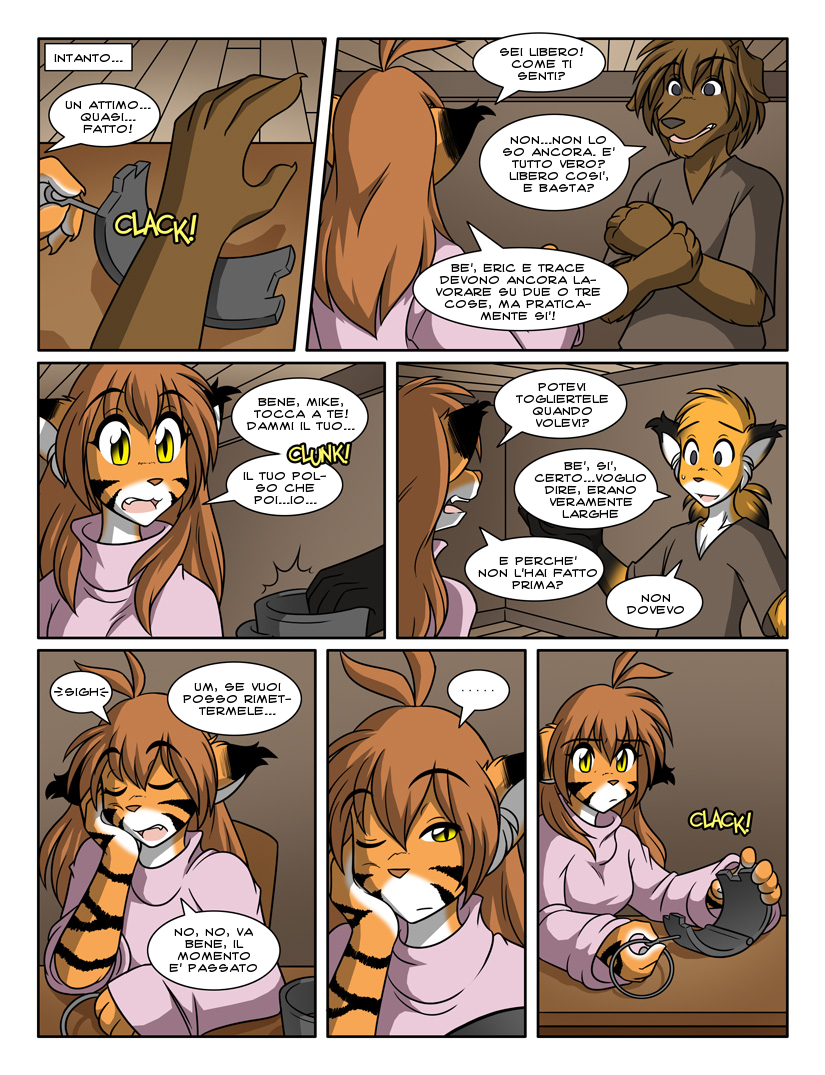 INTANTO...
UN ATTIMO...
QUASI...
FATTO!
CLACK!
SEI LIBERO!
COME TI
SENTI?
NON...NON LO
SO ANCORA. E'
TUTTO VERO?
LIBERO COSI',
E BASTA?
BE', ERIC E TRACE
DEVONO ANCORA LA-
VORARE SU DUE O TRE
COSE, MA PRATICA-
MENTE SI'!
BENE, MIKE,
TOCCA A TE!
DAMMI IL TUO...
CLUNK!
IL TUO POL-
SO CHE
POI...IO...
POTEVI
TOGLIERTELE
QUANDO
VOLEVI?
BE', SI',
CERTO...VOGLIO
DIRE, ERANO
VERAMENTE
LARGHE
E PERCHE'
NON L'HAI FATTO
PRIMA?
NON
DOVEVO
SIGH
UM, SE VUOI
POSSO RIMET-
TERMELE...
NO, NO, VA
BENE, IL
MOMENTO
E' PASSATO
.....
CLACK!